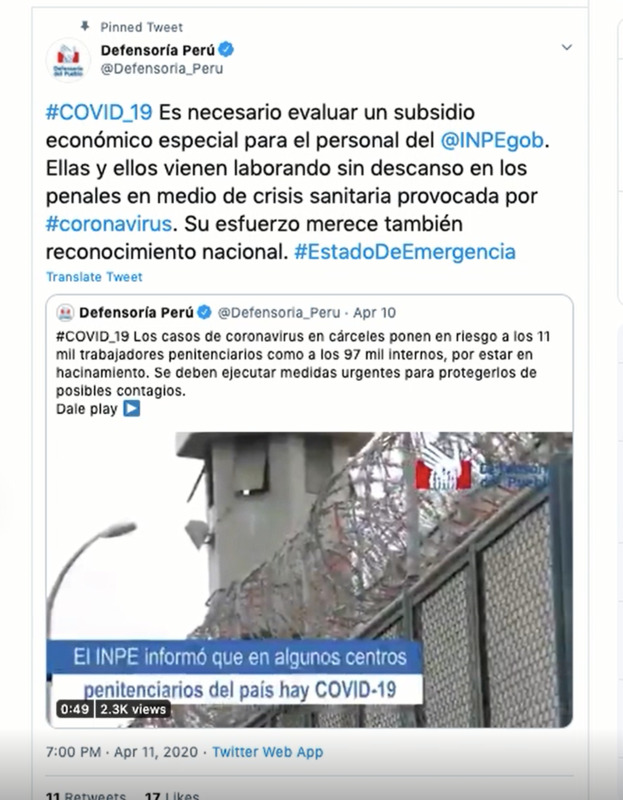 Pinned Tweet
Defensoría Perú
@Defensoria_Peru
#COVID_19 Es necesario evaluar un subsidio
económico especial para el personal del @INPEgob.
Ellas y ellos vienen laborando sin descanso en los
penales en medio de crisis sanitaria provocada por
#coronavirus. Su esfuerzo merece también
reconocimiento nacional. #EstadoDeEmergencia
Translate Tweet
Defensoría Perú @Defensoria_Peru · Apr 10
#COVID_19 Los casos de coronavirus en cárceles ponen en riesgo a los 11
mil trabajadores penitenciarios como a los 97 mil internos, por estar en
hacinamiento. Se deben ejecutar medidas urgentes para protegerlos de
posibles contagios.
Dale play
Defensoría
del Pueblo
El INPE informó que en algunos centros
penitenciarios del país hay COVID-19
0:49 2.3K views
7:00 PM · Apr 11, 2020 · Twitter Web App
11 Retweets 17 Likes